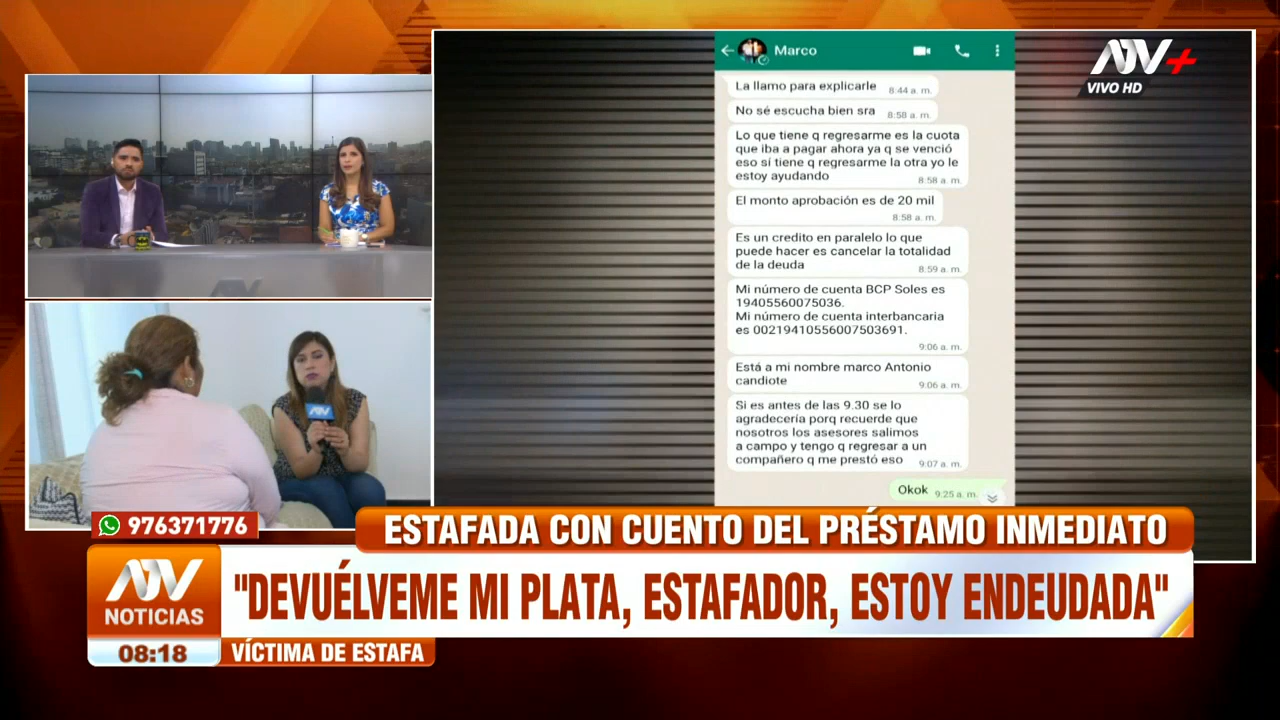 Marco
La llamo para explicarle 8:44 a. m.
No sé escucha bien sra 8:58 a. m.
Lo que tiene q regresarme es la cuota
que iba a pagar ahora ya q se venció
eso sí tiene q regresarme la otra yo le
estoy ayudando
8:58 a. m.
El monto aprobación es de 20 mil
8:58 a. m.
Es un credito en paralelo lo que
puede hacer es cancelar la totalidad
de la deuda
8:59 a. m.
Mi número de cuenta BCP Soles es
19405560075036.
Mi número de cuenta interbancaria
es 00219410556007503691.
9:06 a. m.
Está a mi nombre marco Antonio
candiote
9:06 a. m.
Si es antes de las 9.30 se lo
agradecería porq recuerde que
nosotros los asesores salimos
a campo y tengo q regresar a un
compañero q me prestó eso 9:07 a. m.
Okok 9:25 a. m.
ATV+
VIVO HD
ATV
ATV
976371776
ESTAFADA CON CUENTO DEL PRÉSTAMO INMEDIATO
ATV
NOTICIAS
"DEVUÉLVEME MI PLATA, ESTAFADOR, ESTOY ENDEUDADA"
08:18
VÍCTIMA DE ESTAFA